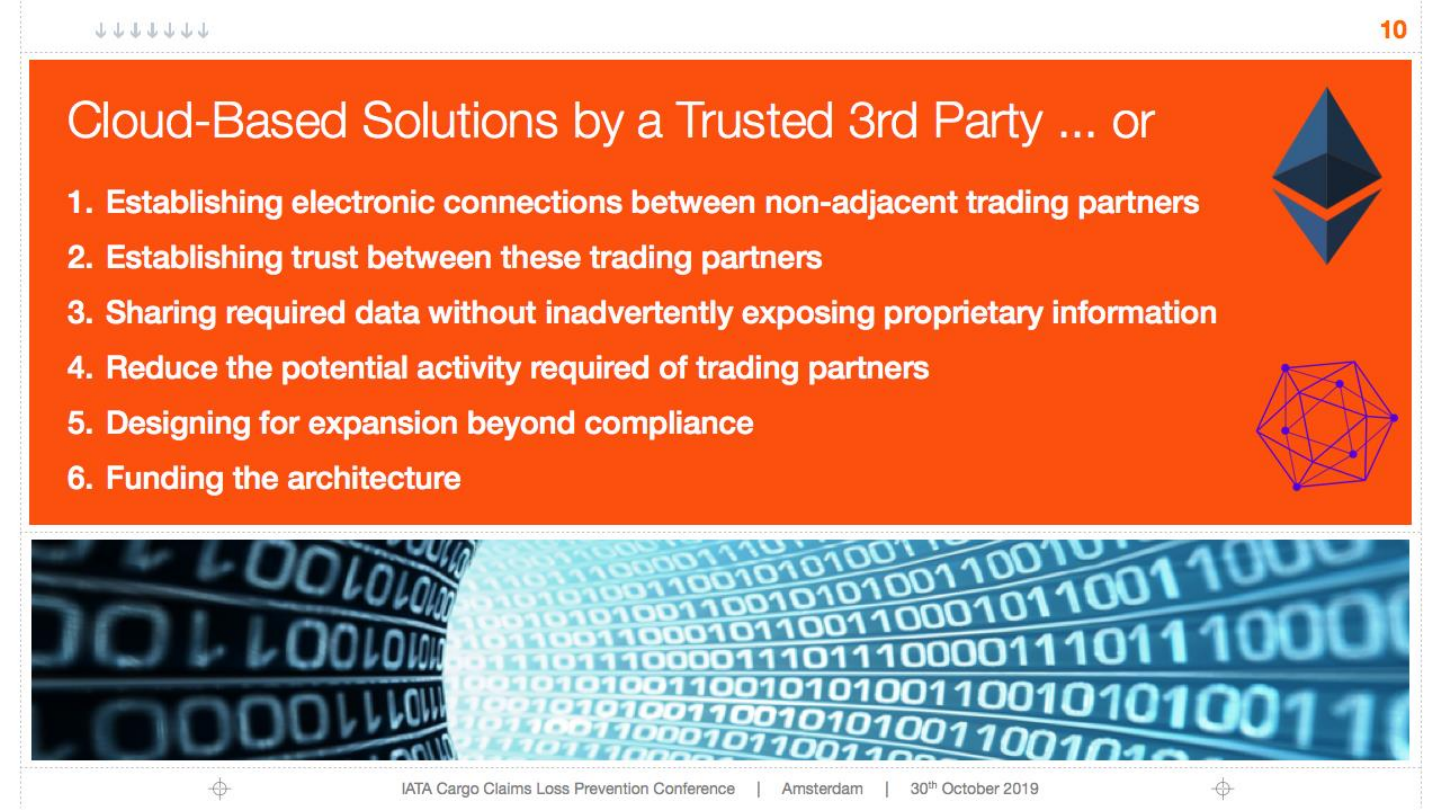 10
Cloud-Based Solutions by a Trusted 3rd Party ... or
1. Establishing electronic connections between non-adjacent trading partners
2. Establishing trust between these trading partners
3. Sharing required data without inadvertently exposing proprietary information
4. Reduce the potential activity required of trading partners
5. Designing for expansion beyond compliance
6. Funding the architecture
IATA Cargo Claims Loss Prevention Conference | Amsterdam | 30th October 2019